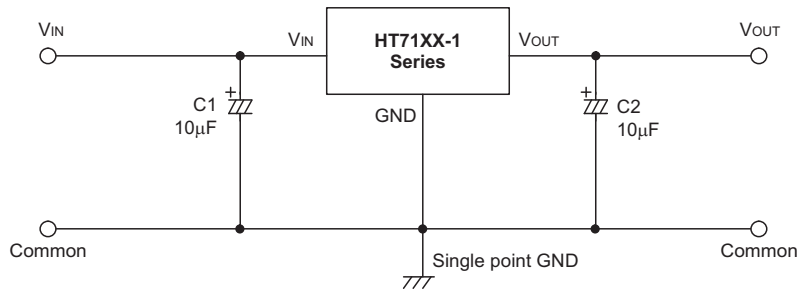 VIN
VIN
HT71XX-1
Series
VOUT
VOUT
+
C1
10μF
GND
+
C2
10μF
Common
Common
Single point GND